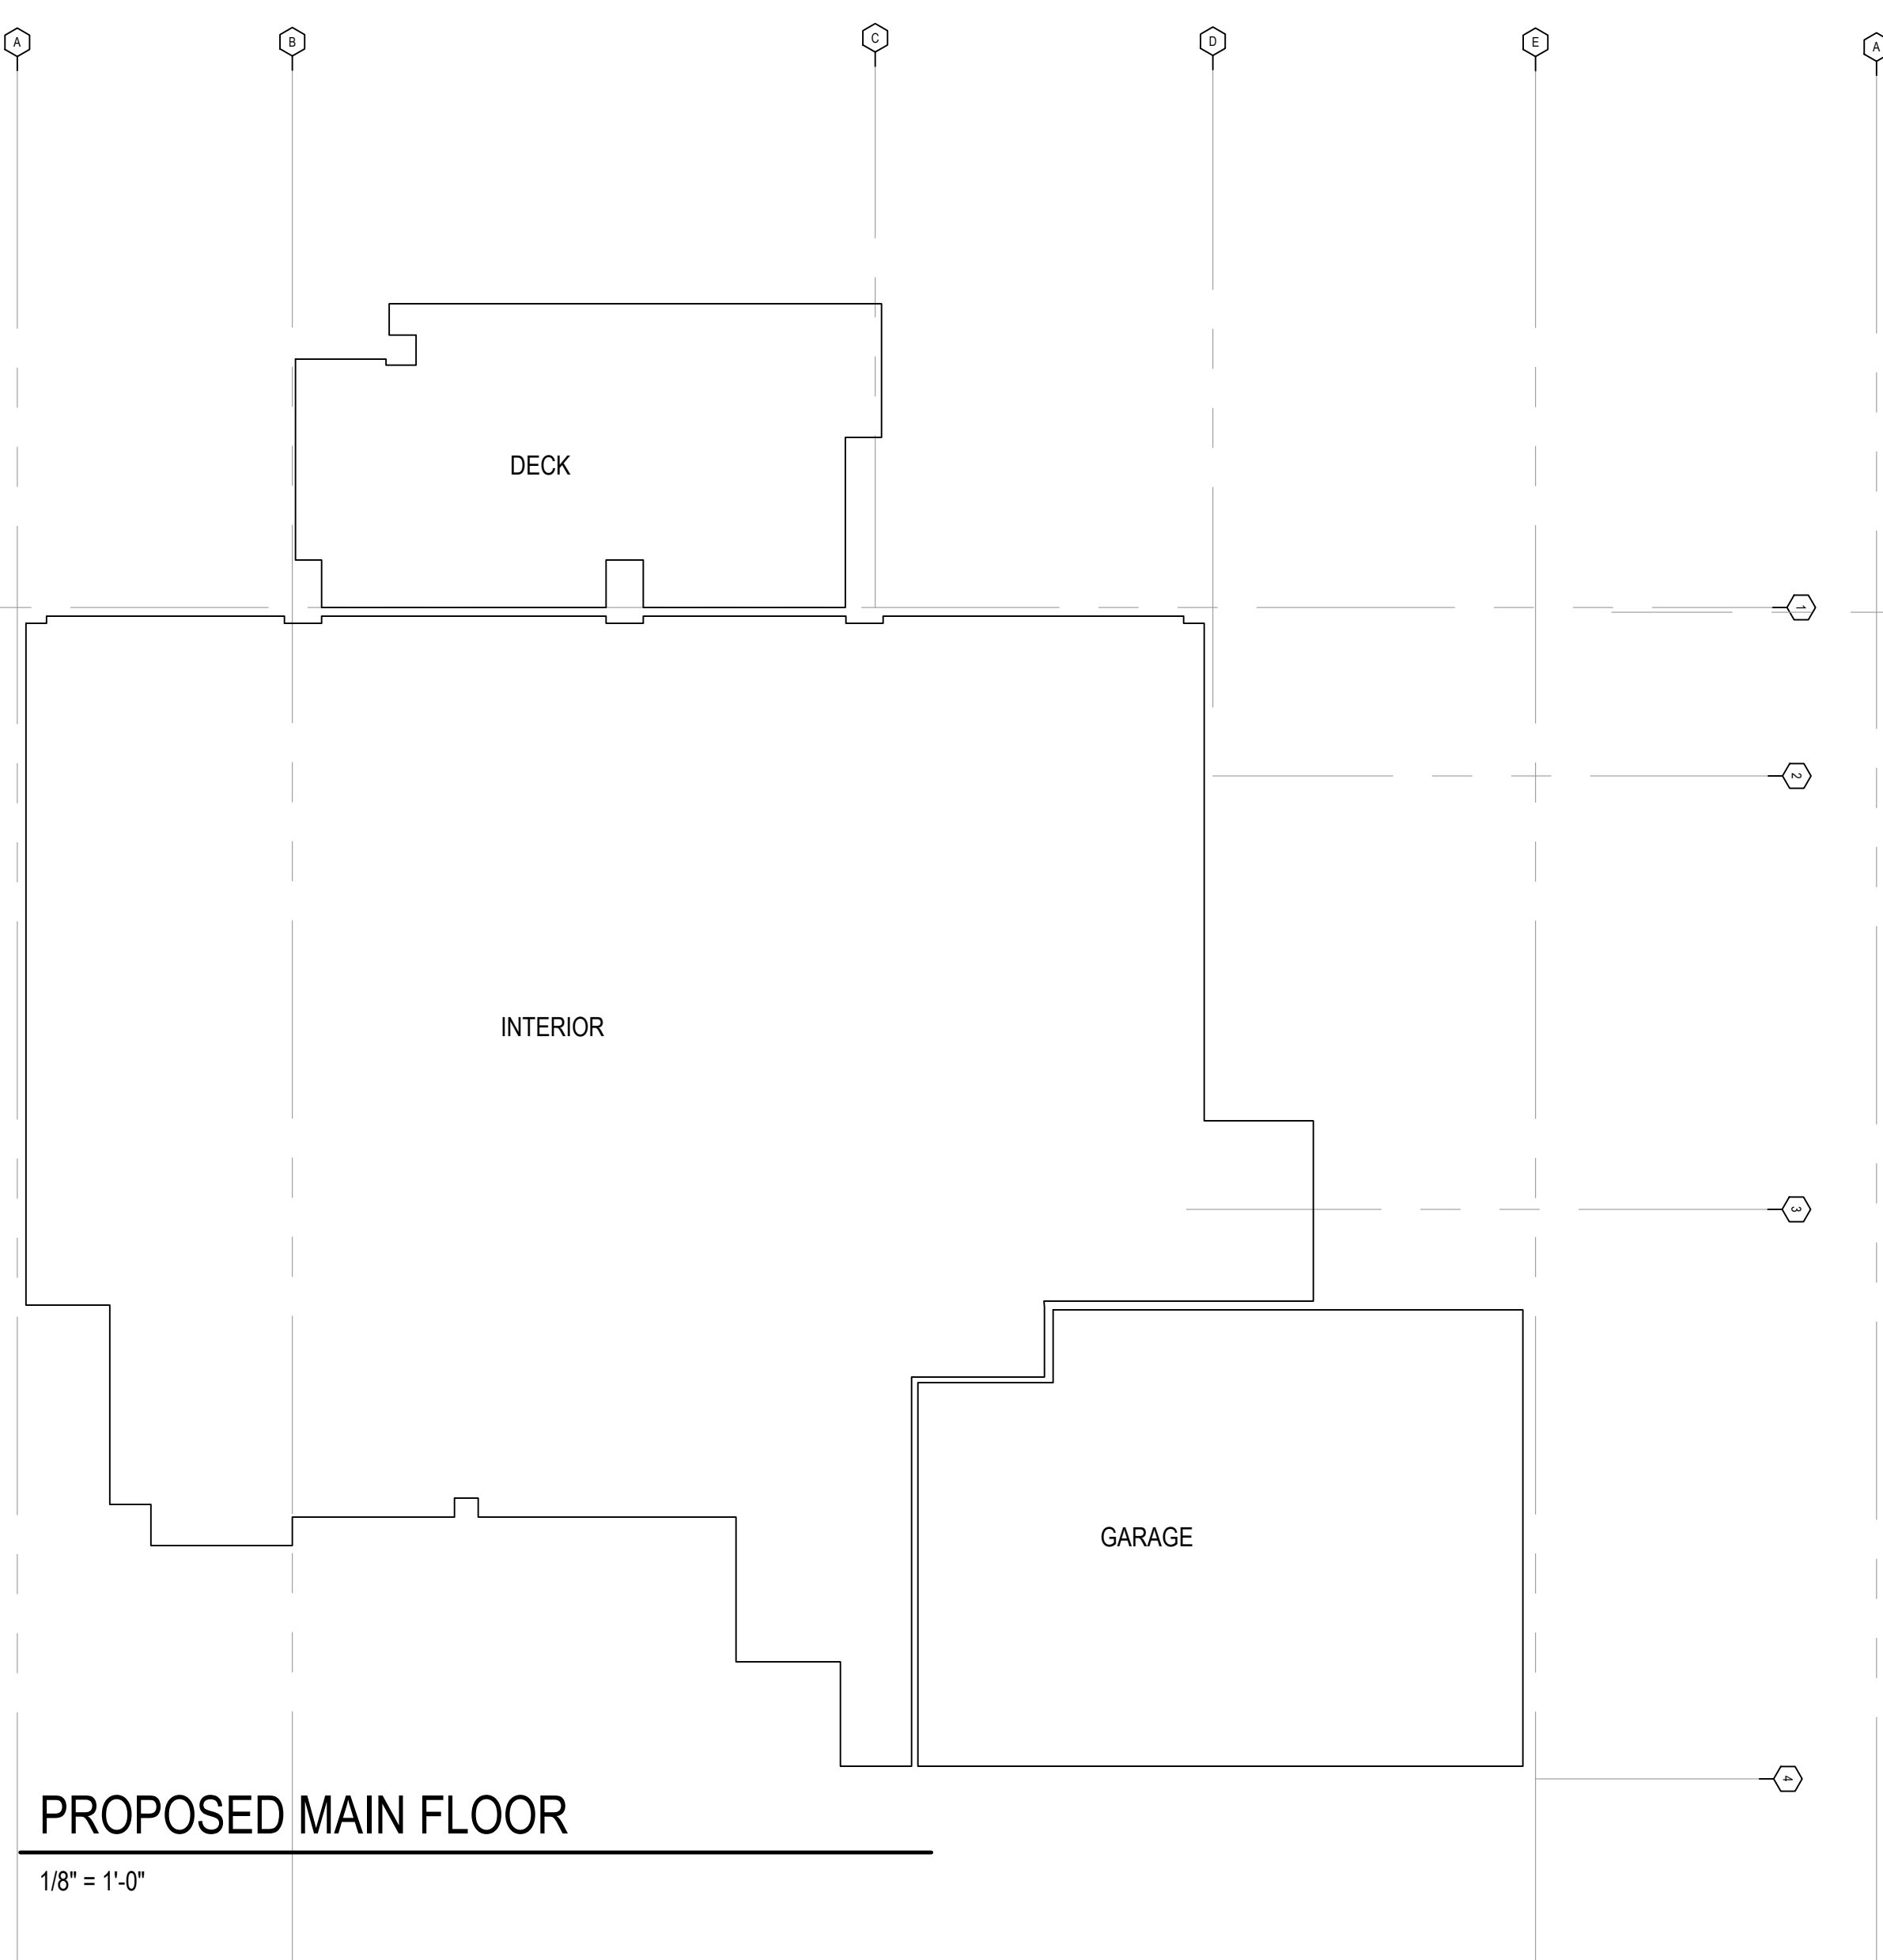 A B C D E A
DECK
1
2
INTERIOR
3
GARAGE
4
PROPOSED MAIN FLOOR
1/8" = 1'-0"